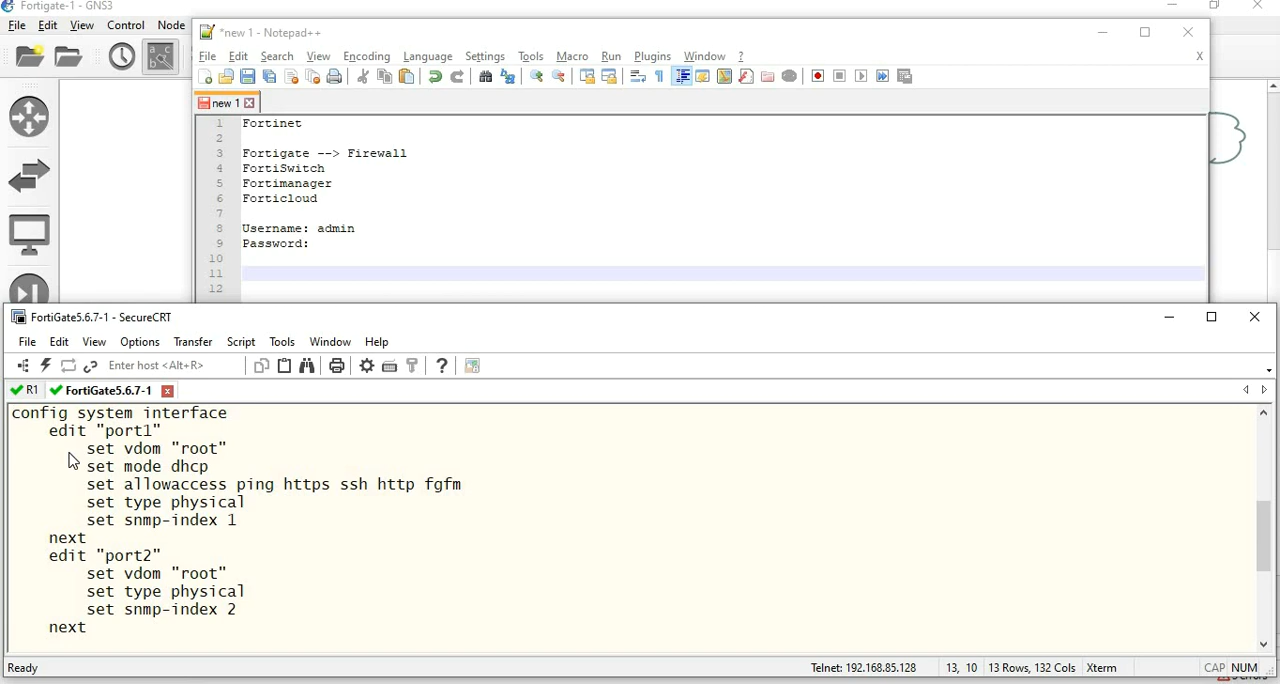 Fortigate-1 - GNS3
File Edit View Control Node
*new 1 - Notepad++
File Edit Search View Encoding Language Settings Tools Macro Run Plugins Window ?
X
new 1
1 Fortinet
2
3 Fortigate --> Firewall
4 FortiSwitch
5 Fortimanager
6 Forticloud
7
8 Username: admin
9 Password:
10
11
12
FortiGate5.6.7-1 - SecureCRT
File Edit View Options Transfer Script Tools Window Help
Enter host <Alt+R>
R1 FortiGate5.6.7-1
config system interface
edit "port1"
set vdom "root"
set mode dhcp
set allowaccess ping https ssh http fgfm
set type physical
set snmp-index 1
next
edit "port2"
set vdom "root"
set type physical
set snmp-index 2
next
Ready Telnet: 192.168.85.128 13, 10 13 Rows, 132 Cols Xterm CAP NUM